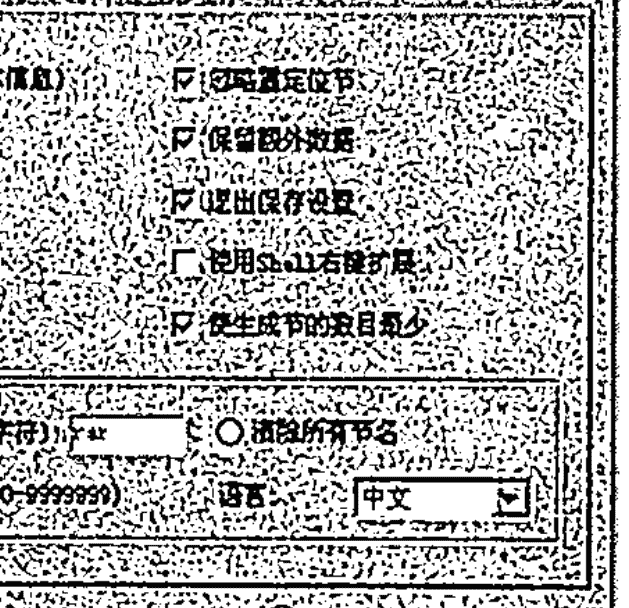 信息)
忽略重定位节
保留额外数据
退出保存设置
使用Shell右键扩展
使生成节的数目最少
字符) ar 清除所有节名
0-9999999) 语言: 中文